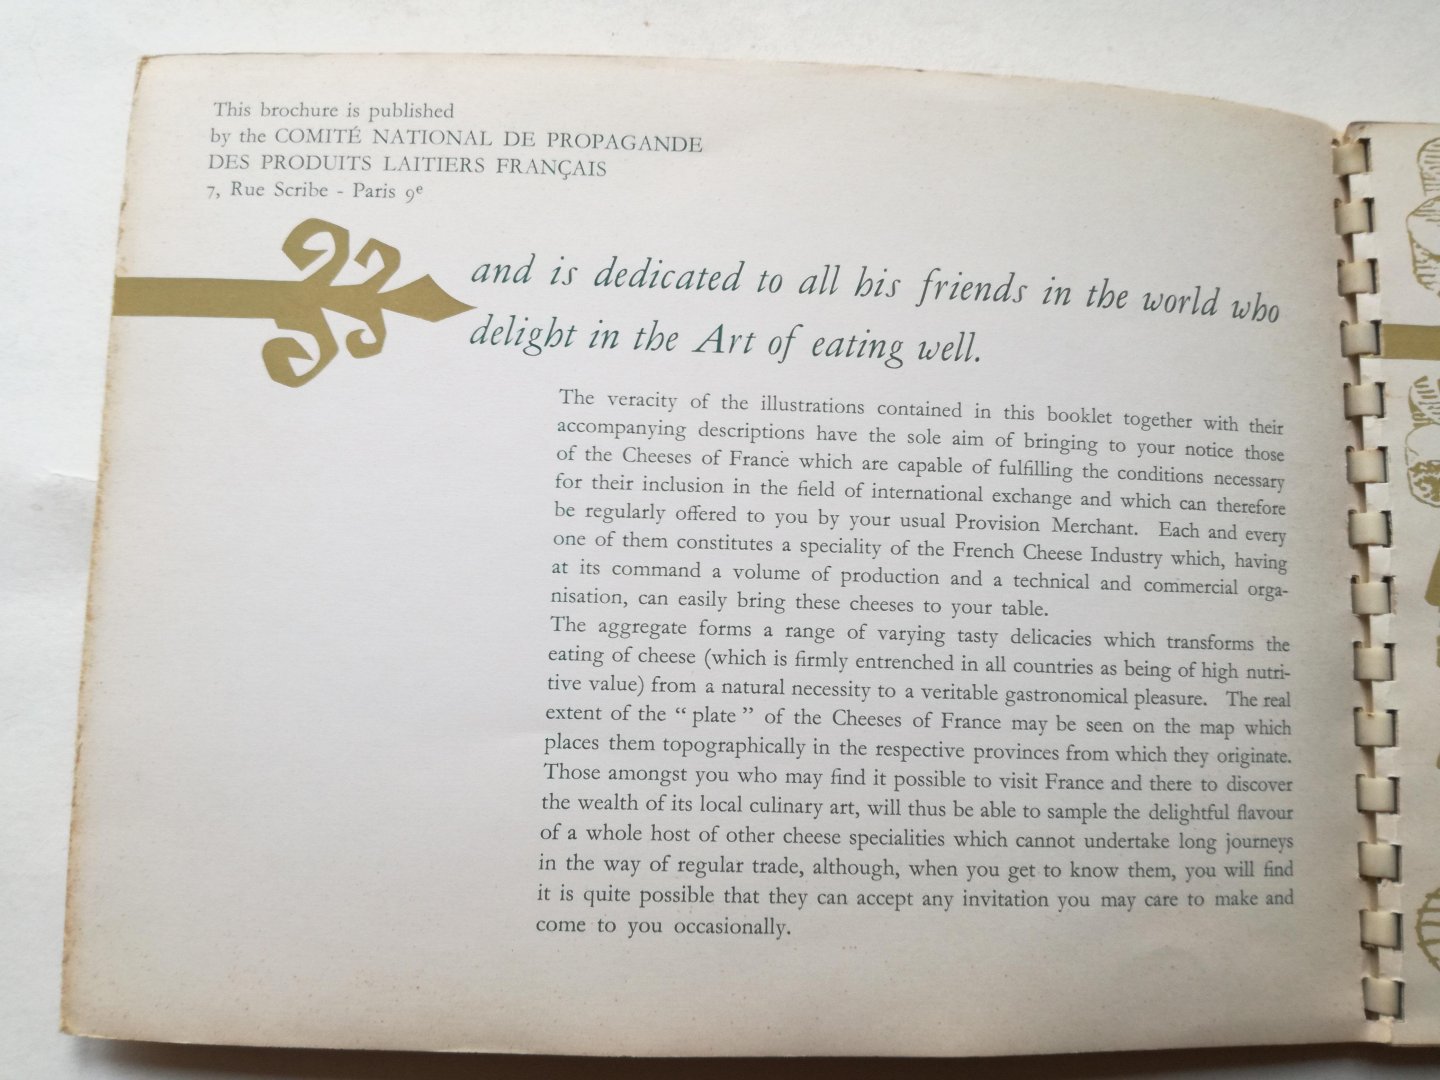 This brochure is published
by the COMITÉ NATIONAL DE PROPAGANDE
DES PRODUITS LAITIERS FRANÇAIS
7, Rue Scribe - Paris 9e
and is dedicated to all his friends in the world who
delight in the Art of eating well.
The veracity of the illustrations contained in this booklet together with their
accompanying descriptions have the sole aim of bringing to your notice those
of the Cheeses of France which are capable of fulfilling the conditions necessary
for their inclusion in the field of international exchange and which can therefore
be regularly offered to you by your usual Provision Merchant. Each and every
one of them constitutes a speciality of the French Cheese Industry which, having
at its command a volume of production and a technical and commercial orga-
nisation, can easily bring these cheeses to your table.
The aggregate forms a range of varying tasty delicacies which transforms the
eating of cheese (which is firmly entrenched in all countries as being of high nutri-
tive value) from a natural necessity to a veritable gastronomical pleasure. The real
extent of the “ plate ” of the Cheeses of France may be seen on the map which
places them topographically in the respective provinces from which they originate.
Those amongst you who may find it possible to visit France and there to discover
the wealth of its local culinary art, will thus be able to sample the delightful flavour
of a whole host of other cheese specialities which cannot undertake long journeys
in the way of regular trade, although, when you get to know them, you will find
it is quite possible that they can accept any invitation you may care to make and
come to you occasionally.